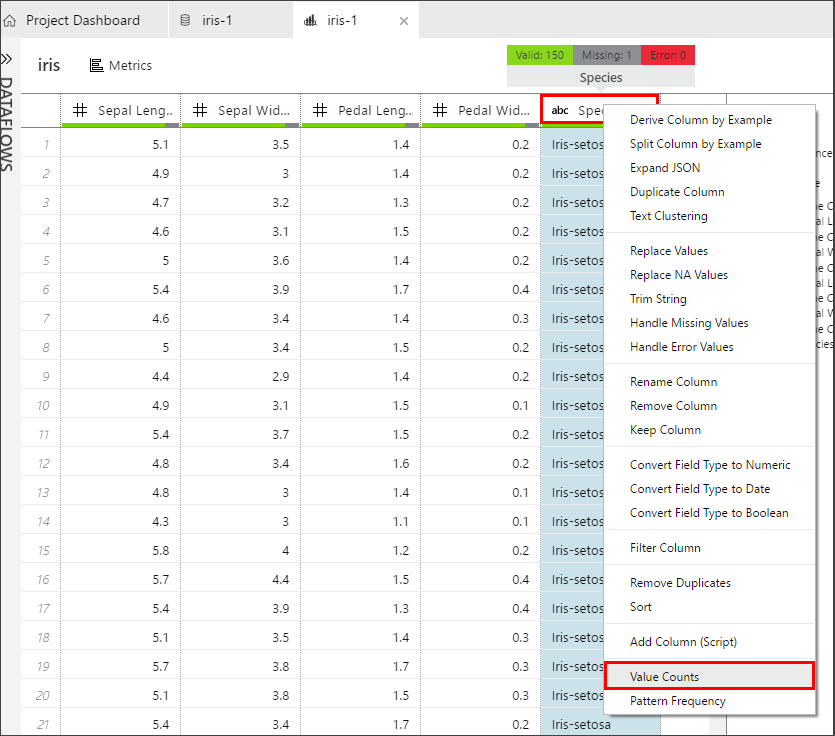 Project Dashboard
iris-1
iris-1
iris
Metrics
Valid: 150 Missing: 1 Error: 0
Species
DATAFLOWS
Sepal Leng... Sepal Wid... Pedal Leng... Pedal Wid... abc
1 5.1 3.5 1.4 0.2 Iris-setos
2 4.9 3 1.4 0.2 Iris-setos
3 4.7 3.2 1.3 0.2 Iris-setos
4 4.6 3.1 1.5 0.2 Iris-setos
5 5 3.6 1.4 0.2 Iris-setos
6 5.4 3.9 1.7 0.4 Iris-setos
7 4.6 3.4 1.4 0.3 Iris-setos
8 5 3.4 1.5 0.2 Iris-setos
9 4.4 2.9 1.4 0.2 Iris-setos
10 4.9 3.1 1.5 0.1 Iris-setos
11 5.4 3.7 1.5 0.2 Iris-setos
12 4.8 3.4 1.6 0.2 Iris-setos
13 4.8 3 1.4 0.1 Iris-setos
14 4.3 3 1.1 0.1 Iris-setos
15 5.8 4 1.2 0.2 Iris-setos
16 5.7 4.4 1.5 0.4 Iris-setos
17 5.4 3.9 1.3 0.4 Iris-setos
18 5.1 3.5 1.4 0.3 Iris-setos
19 5.7 3.8 1.7 0.3 Iris-setos
20 5.1 3.8 1.5 0.3 Iris-setos
21 5.4 3.4 1.7 0.2 Iris-setosa
Derive Column by Example
Split Column by Example
Expand JSON
Duplicate Column
Text Clustering
Replace Values
Replace NA Values
Trim String
Handle Missing Values
Handle Error Values
Rename Column
Remove Column
Keep Column
Convert Field Type to Numeric
Convert Field Type to Date
Convert Field Type to Boolean
Filter Column
Remove Duplicates
Sort
Add Column (Script)
Value Counts
Pattern Frequency